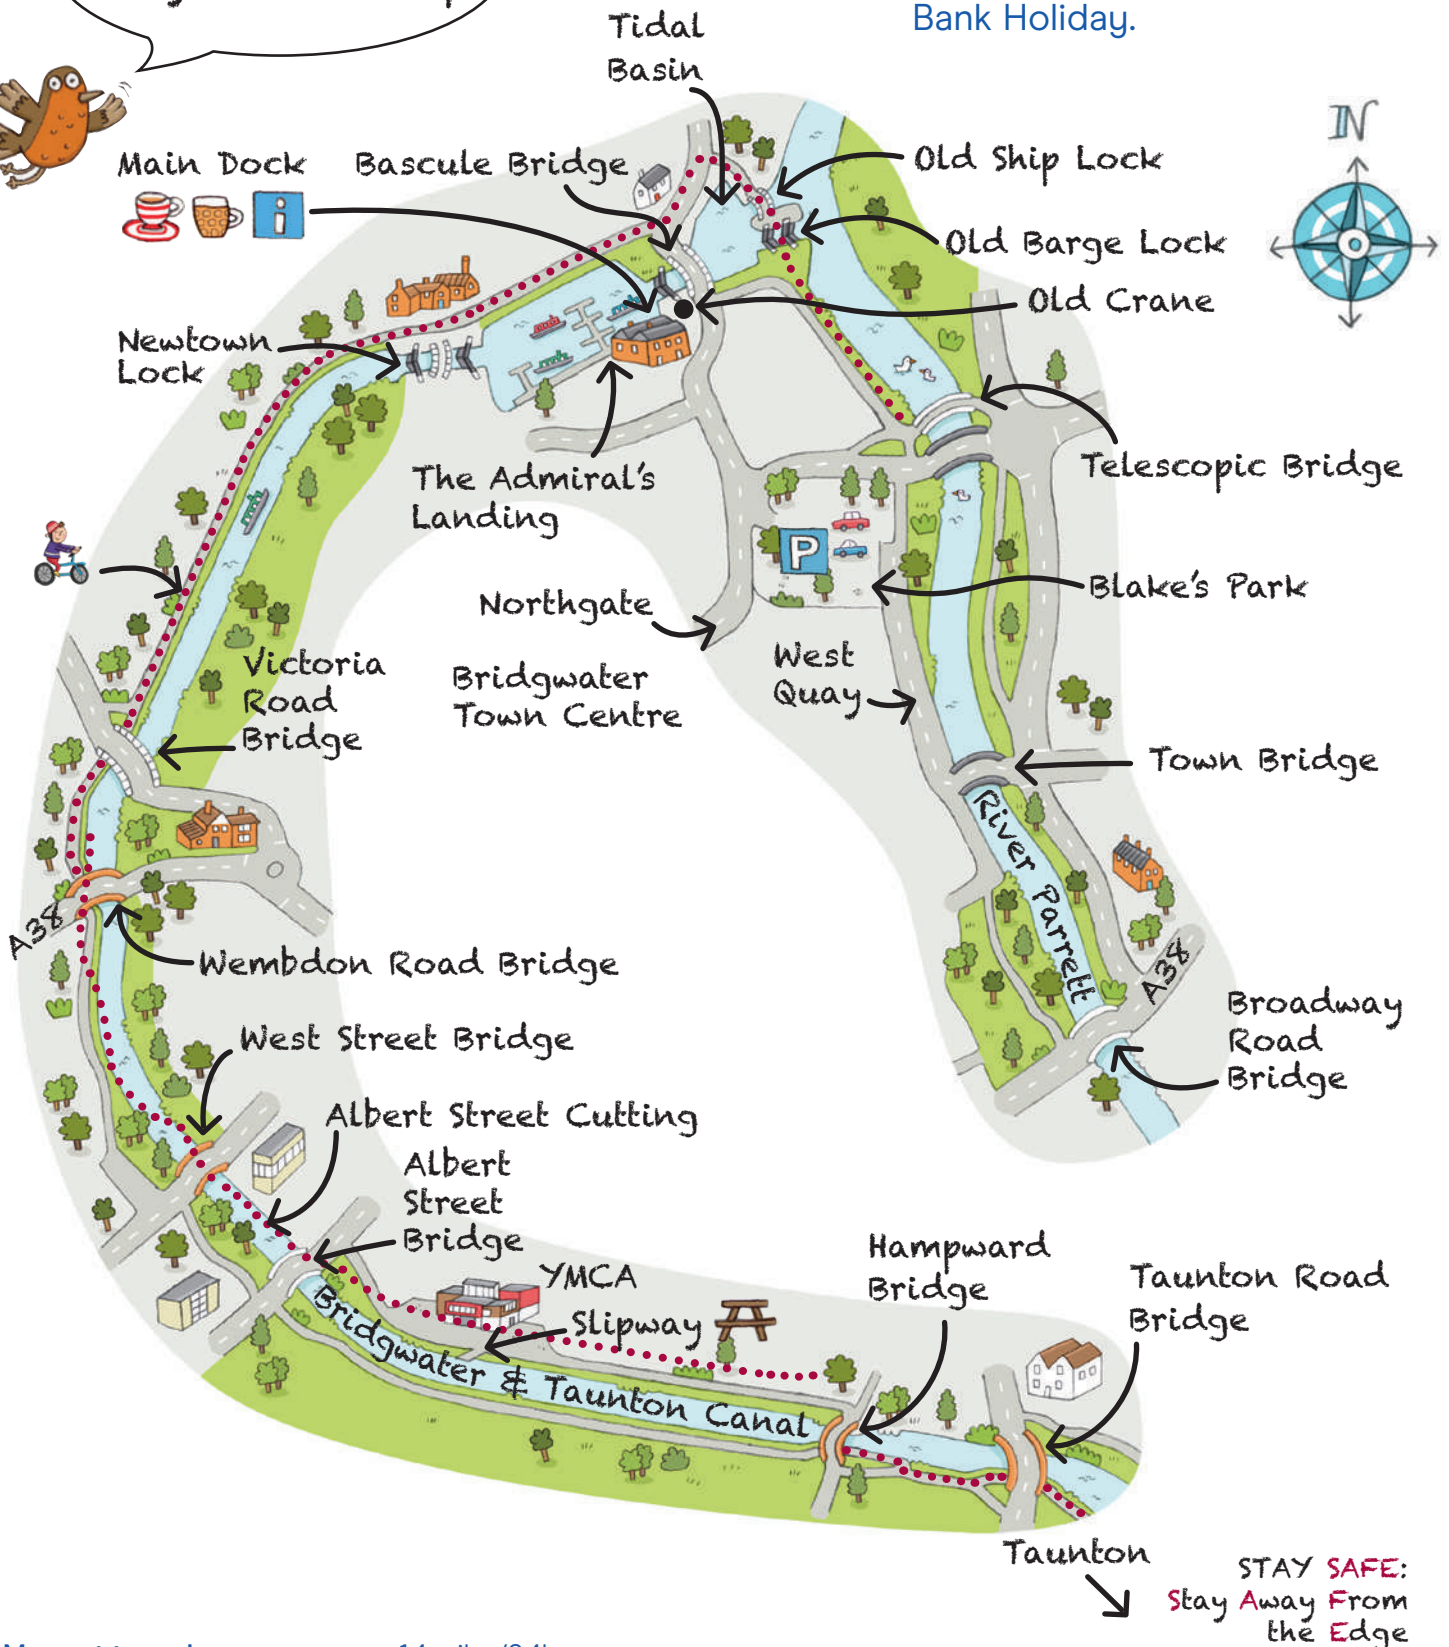 Bank Holiday.
Tidal
Basin
N
Main Dock
Bascule Bridge
Old Ship Lock
i
Old Barge Lock
Old Crane
Newtown
Lock
The Admiral's
Landing
Telescopic Bridge
P
Northgate
Blake's Park
West
Quay
Victoria
Road
Bridge
Bridgwater
Town Centre
Town Bridge
River Parrett
A38
A38
Wembdon Road Bridge
Broadway
Road
Bridge
West Street Bridge
Albert Street Cutting
Albert
Street
Bridge
Hampward
Bridge
YMCA
Taunton Road
Bridge
Slipway
Bridgwater & Taunton Canal
Taunton
STAY SAFE:
Stay Away From
the Edge